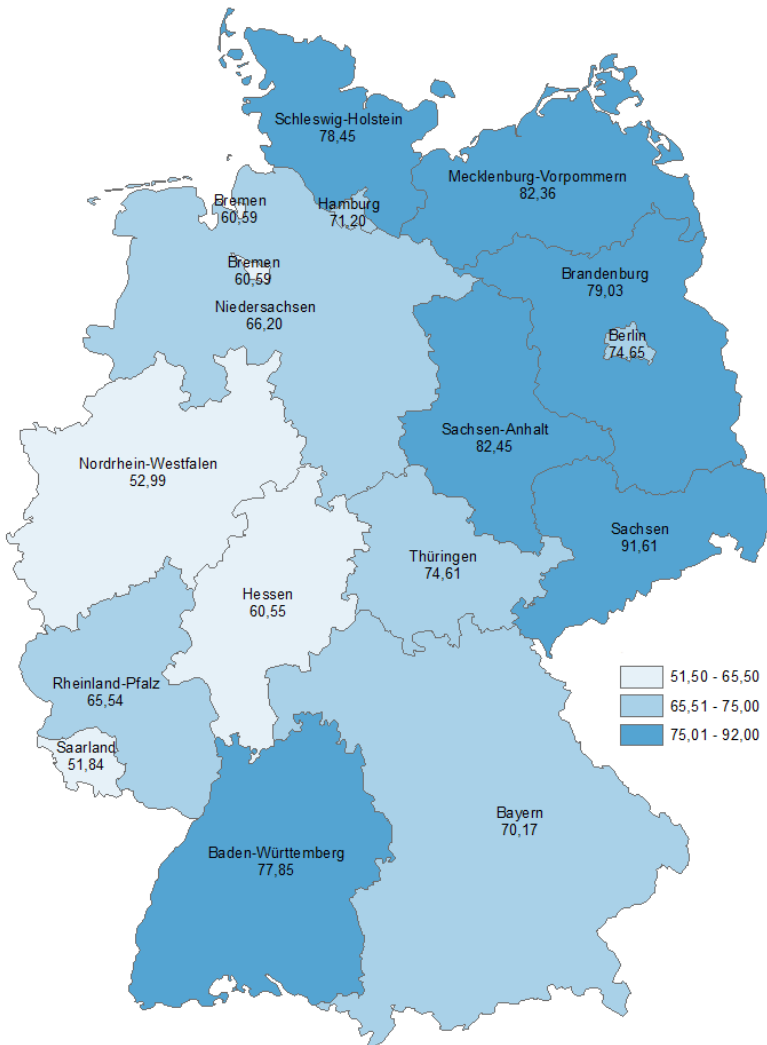 Schleswig-Holstein
78,45
Mecklenburg-Vorpommern
82,36
Bremen
60,59
Hamburg
71,20
Bremen
60,59
Brandenburg
79,03
Niedersachsen
66,20
Berlin
74,65
Sachsen-Anhalt
82,45
Nordrhein-Westfalen
52,99
Sachsen
91,61
Thüringen
74,61
Hessen
60,55
Rheinland-Pfalz
65,54
51,50 - 65,50
65,51 - 75,00
75,01 - 92,00
Saarland
51,84
Bayern
70,17
Baden-Württemberg
77,85